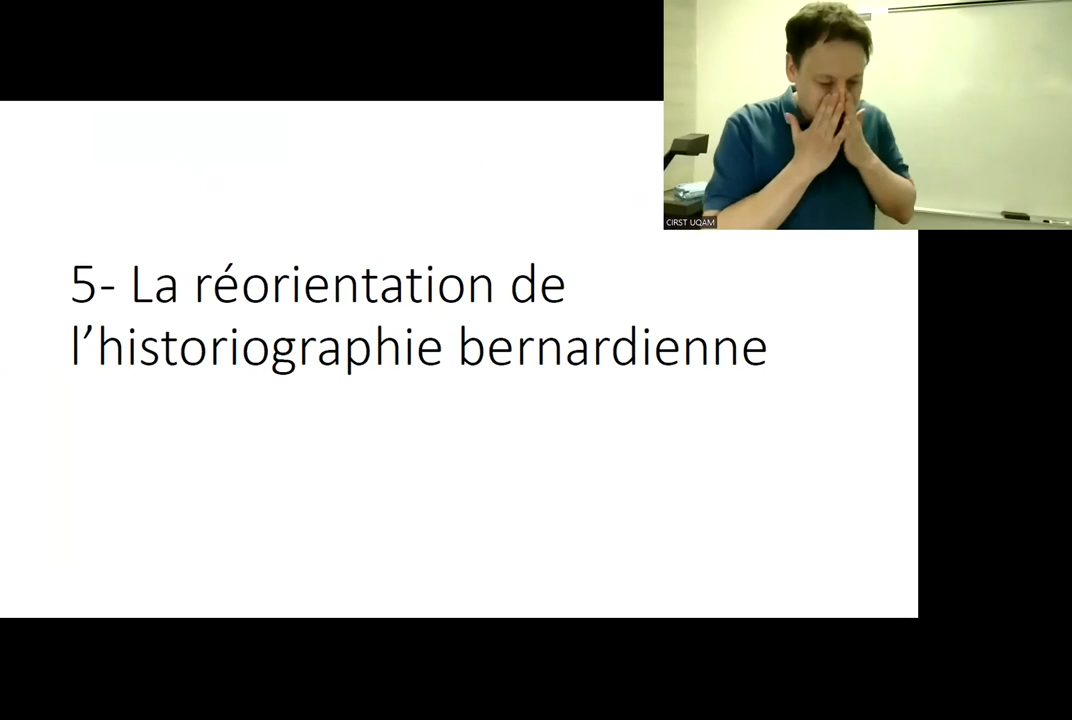 CIRST UQAM
5- La réorientation de
l’historiographie bernardienne